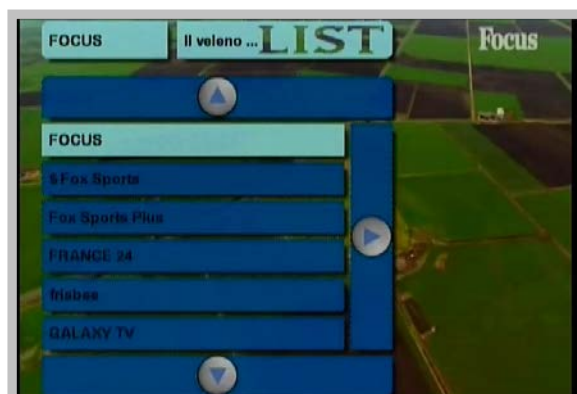 FOCUS
Il veleno ... LIST
Focus
FOCUS
$ Fox Sports
Fox Sports Plus
FRANCE 24
frisbee
GALAXY TV